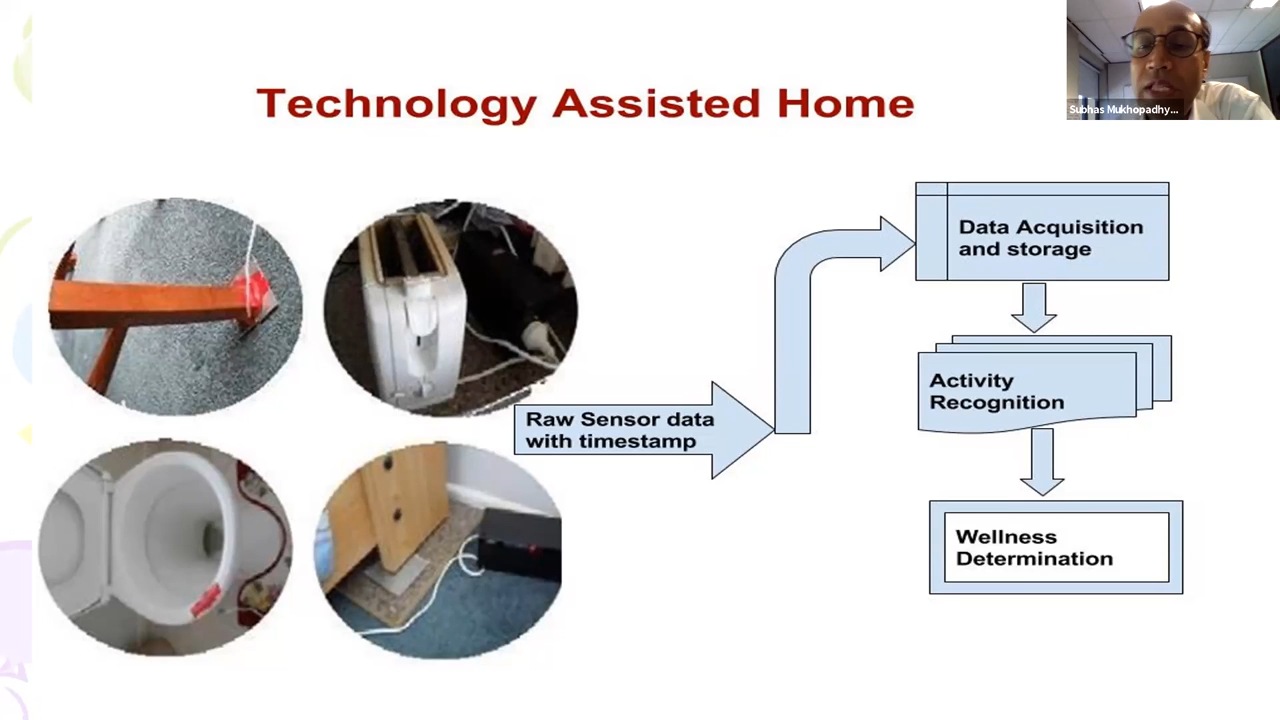 Technology Assisted Home
Subhas Mukhopadhy...
Data Acquisition
and storage
Activity
Recognition
Raw Sensor data
with timestamp
Wellness
Determination